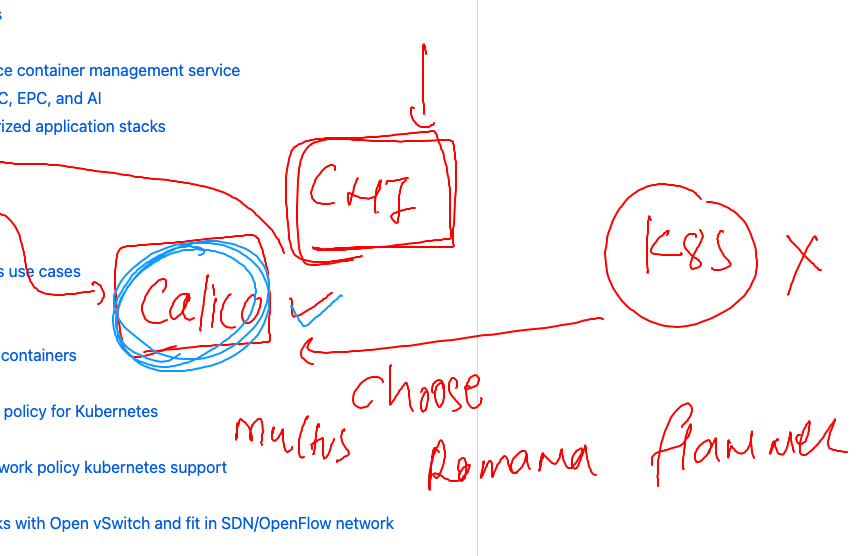 s
ce container management service
C, EPC, and AI
rized application stacks
CNI
K8S X
s use cases
Calico
containers
choose
policy for Kubernetes
multus
Romana flannel
work policy kubernetes support
ks with Open vSwitch and fit in SDN/OpenFlow network